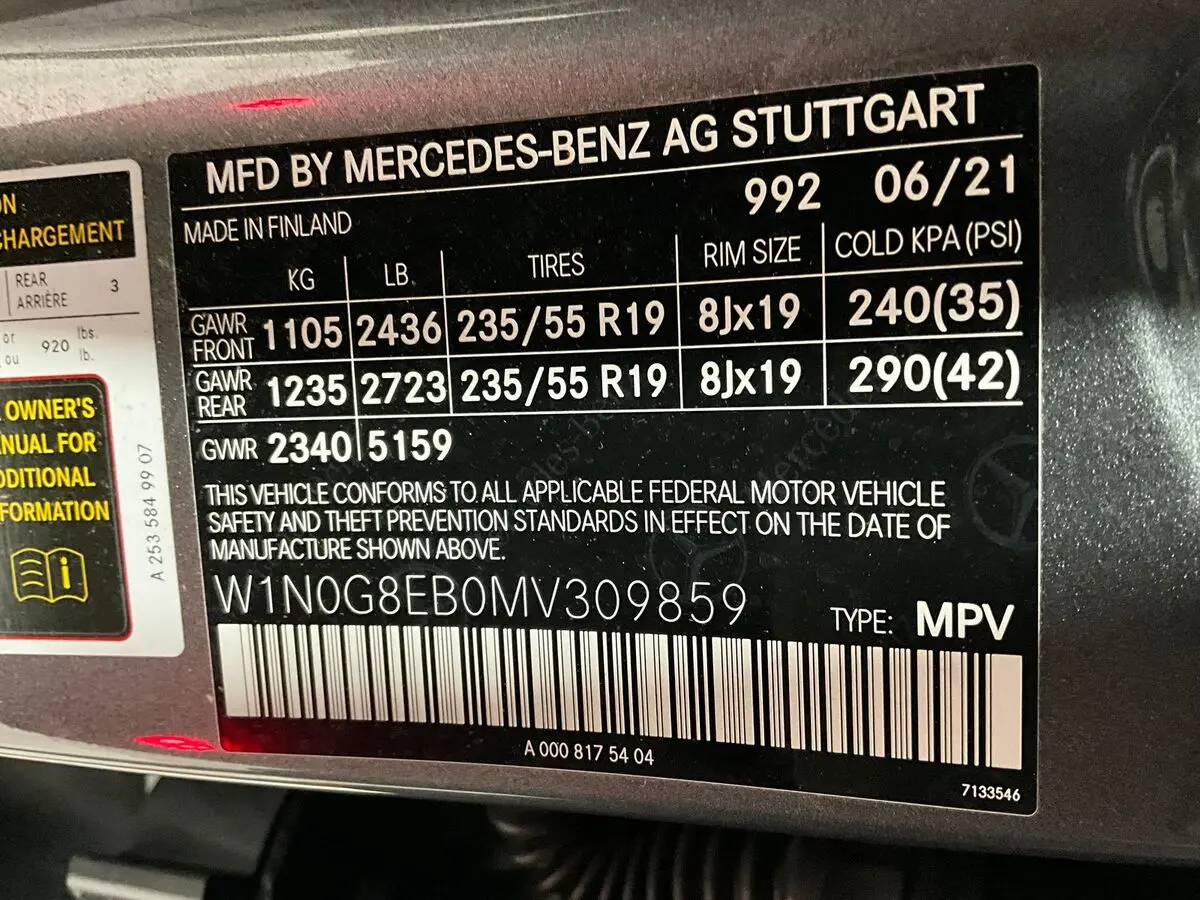 MFD BY MERCEDES-BENZ AG STUTTGART
992 06/21
MADE IN FINLAND
KG LB TIRES RIM SIZE COLD KPA (PSI)
GAWR FRONT 1105 2436 235/55 R19 8Jx19 240(35)
GAWR REAR 1235 2723 235/55 R19 8Jx19 290(42)
GVWR 2340 5159
THIS VEHICLE CONFORMS TO ALL APPLICABLE FEDERAL MOTOR VEHICLE
SAFETY AND THEFT PREVENTION STANDARDS IN EFFECT ON THE DATE OF
MANUFACTURE SHOWN ABOVE.
W1N0G8EB0MV309859 TYPE: MPV
A 000 817 54 04
7133546
CHARGEMENT
REAR
ARRIÈRE 3
or
ou 920 lbs.
lb.
OWNER'S
FOR
A 253 584 99 07